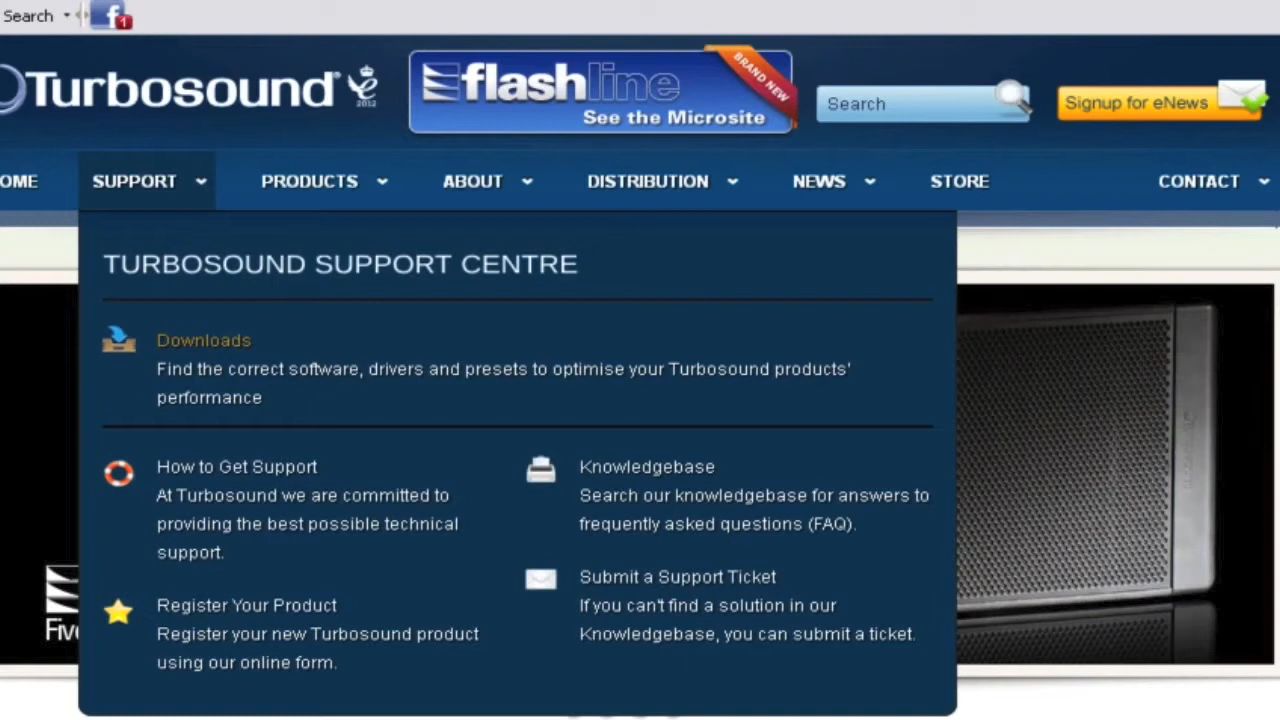 Search
1
Turbosound
2012
flashline
BRAND NEW
See the Microsite
Search
Signup for eNews
OME
SUPPORT
PRODUCTS
ABOUT
DISTRIBUTION
NEWS
STORE
CONTACT
TURBOSOUND SUPPORT CENTRE
Downloads
Find the correct software, drivers and presets to optimise your Turbosound products'
performance
How to Get Support
At Turbosound we are committed to
providing the best possible technical
support.
Register Your Product
Register your new Turbosound product
using our online form.
Knowledgebase
Search our knowledgebase for answers to
frequently asked questions (FAQ).
Submit a Support Ticket
If you can't find a solution in our
Knowledgebase, you can submit a ticket.
Five